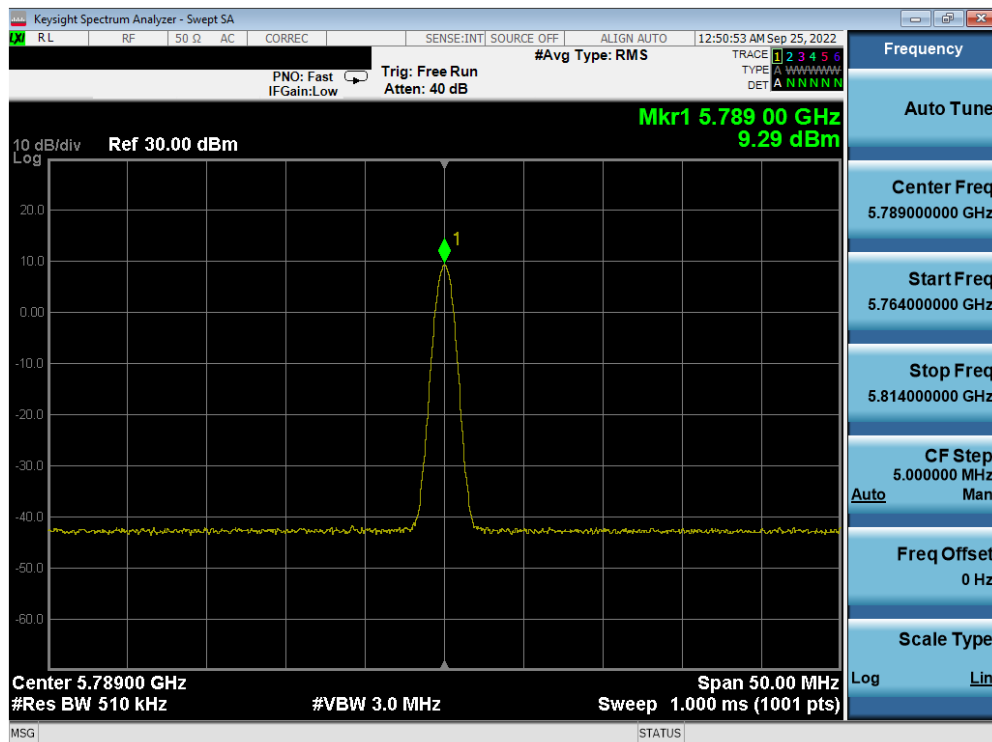 Keysight Spectrum Analyzer - Swept SA
LXI RL RF 50 Ω AC CORREC SENSE:INT SOURCE OFF ALIGN AUTO 12:50:53 AM Sep 25, 2022
#Avg Type: RMS
TRACE 1 2 3 4 5 6
TYPE A WWWWW
DET A N N N N N
PNO: Fast
IFGain:Low
Trig: Free Run
Atten: 40 dB
Mkr1 5.789 00 GHz
9.29 dBm
10 dB/div
Log
Ref 30.00 dBm
1
20.0
10.0
0.00
-10.0
-20.0
-30.0
-40.0
-50.0
-60.0
Center 5.78900 GHz
Span 50.00 MHz
#Res BW 510 kHz
#VBW 3.0 MHz
Sweep 1.000 ms (1001 pts)
MSG
STATUS
Frequency
Auto Tune
Center Freq
5.789000000 GHz
Start Freq
5.764000000 GHz
Stop Freq
5.814000000 GHz
CF Step
5.000000 MHz
Auto Man
Freq Offset
0 Hz
Scale Type
Log Lin